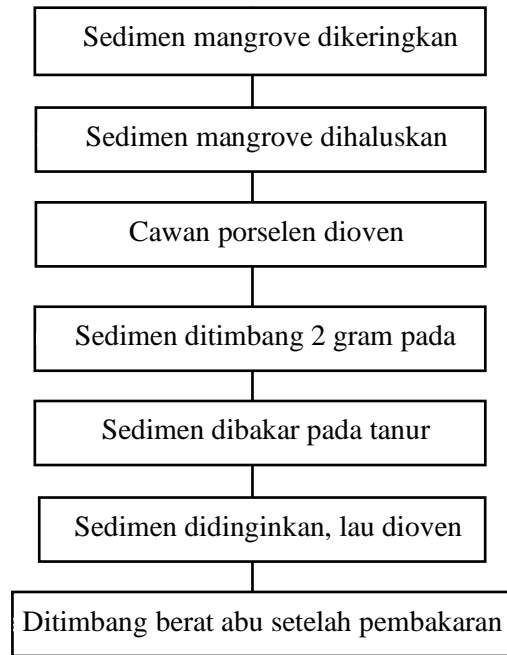 Sedimen mangrove dikeringkan
Sedimen mangrove dihaluskan
Cawan porselen dioven
Sedimen ditimbang 2 gram pada
Sedimen dibakar pada tanur
Sedimen didinginkan, lau dioven
Ditimbang berat abu setelah pembakaran